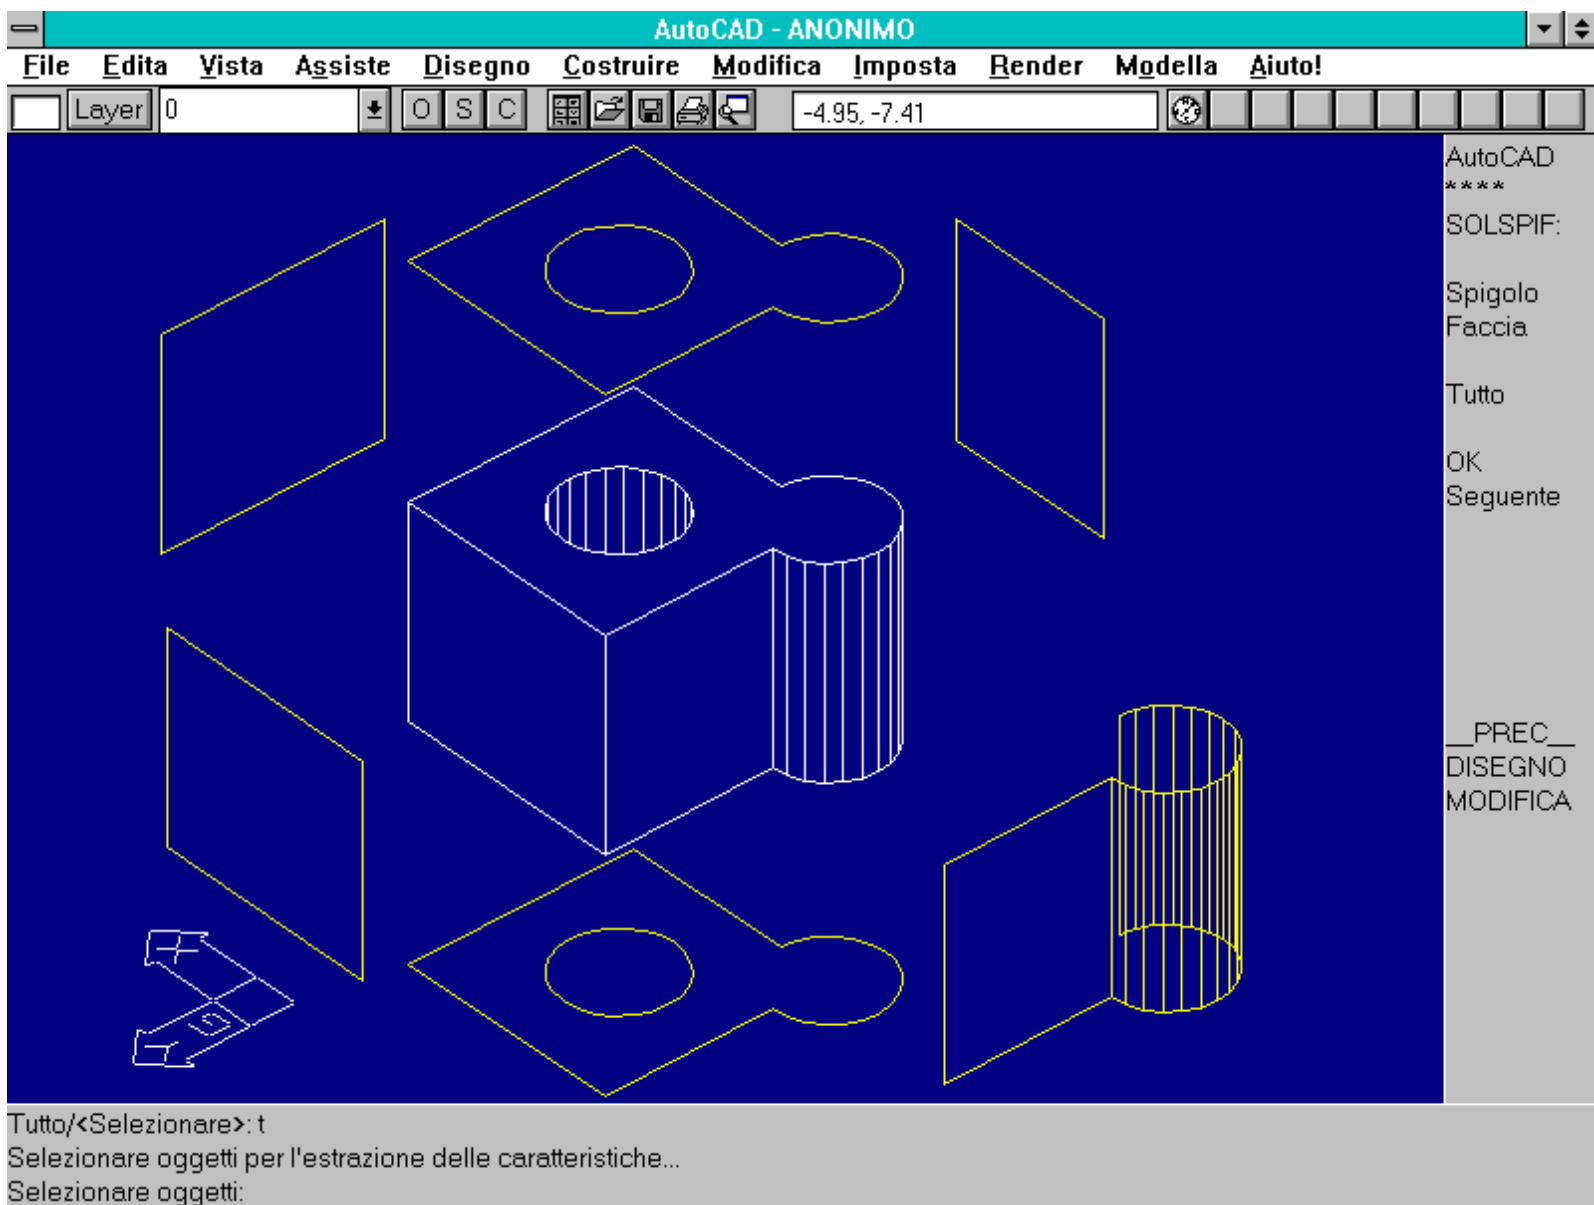 AutoCAD - ANONIMO
File Edita Vista Assiste Disegno Costruire Modifica Imposta Render Modella Aiuto!
Layer 0 O S C -4.95, -7.41
AutoCAD
****
SOLSPIF:
Spigolo
Faccia
Tutto
OK
Seguente
__PREC__
DISEGNO
MODIFICA
X
Y
G
Tutto/<Selezionare>: t
Selezionare oggetti per l'estrazione delle caratteristiche...
Selezionare oggetti: